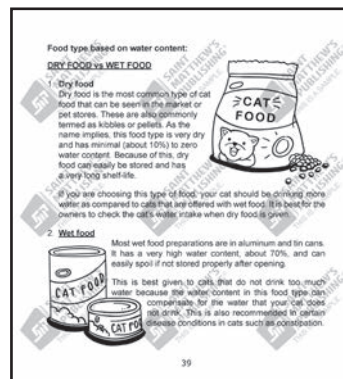 Food type based on water content:
DRY FOOD vs WET FOOD
1. Dry food
Dry food is the most common type of cat
food that can be seen in the market or
pet stores. These are also commonly
termed as kibbles or pellets. As the
name implies, this food type is very dry
and has minimal (about 10%) to zero
water content. Because of this, dry
food can easily be stored and has
a very long shelf-life.
CAT
FOOD
If you are choosing this type of food, your cat should be drinking more
water as compared to cats that are offered with wet food. It is best for the
owners to check the cat's water intake when dry food is given.
2. Wet food
Most wet food preparations are in aluminum and tin cans.
It has a very high water content, about 70%, and can
easily spoil if not stored properly after opening.
This is best given to cats that do not drink too much
water because the water content in this food type can
compensate for the water that your cat does
not drink. This is also recommended in certain
disease conditions in cats such as constipation.
CAT FOOD
CAT FOO
39